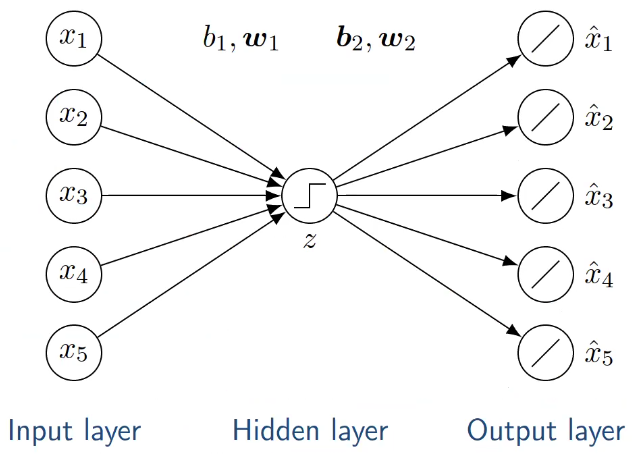 x₁ b₁, w₁ b₂, w₂ x̂₁
x₂ x̂₂
x₃ x̂₃
z
x₄ x̂₄
x₅ x̂₅
Input layer Hidden layer Output layer